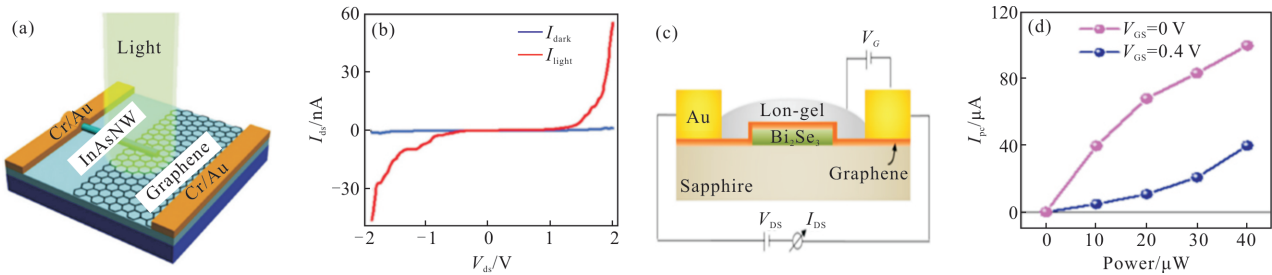 (a)
Light
Cr/Au
InAsNW
Graphene
Cr/Au
(b)
I_dark
I_light
I_ds/nA
60
30
0
−30
−2
−1
0
1
2
V_ds/V
(c)
V_G
Au
Lon-gel
Bi₂Se₃
Graphene
Sapphire
V_DS
I_DS
(d)
V_GS=0 V
V_GS=0.4 V
I_pc/μA
120
80
40
0
0
10
20
30
40
Power/μW